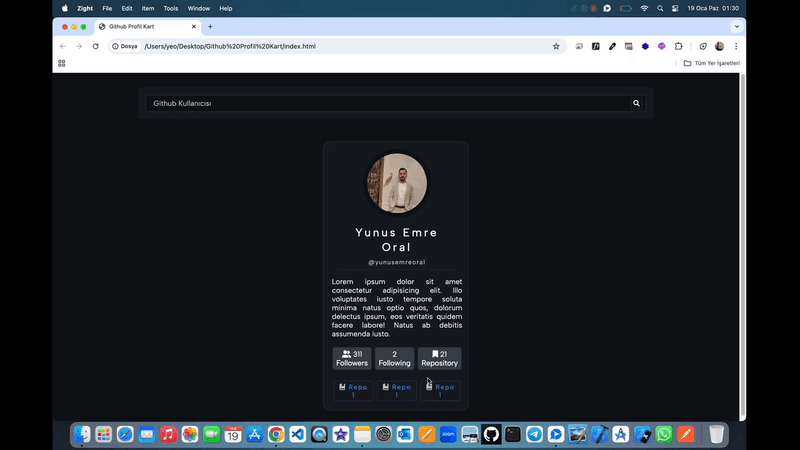 Zight File Edit Item Tools Window Help 19 Oca Paz 01:30
Github Profil Kart
Dosya /Users/yeo/Desktop/Github%20Profil%20Kart/index.html
Tüm Yer İşaretleri
Github Kullanıcısı
Yunus Emre
Oral
@yunusemreoral
Lorem ipsum dolor sit amet
consectetur adipisicing elit. Illo
voluptates iusto tempore soluta
minima natus optio quos, dolorum
delectus ipsum, eos veritatis quidem
facere labore! Natus ab debitis
assumenda iusto.
311 2 21
Followers Following Repository
Repo Repo Repo
1 1 1
19
zoom